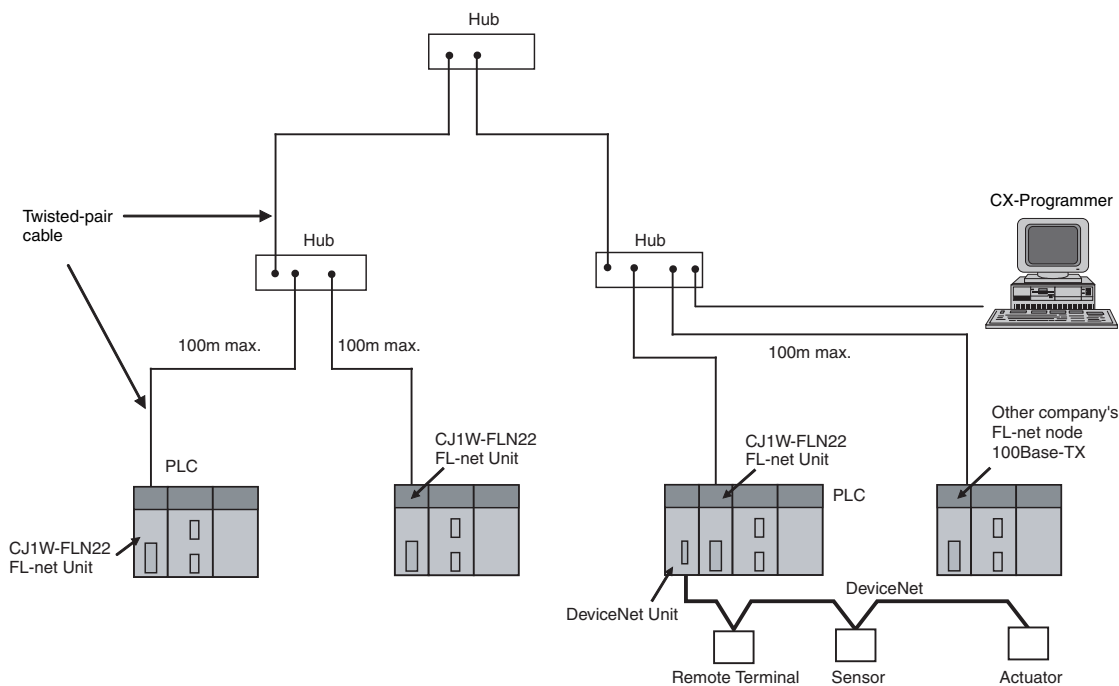 Hub
CX-Programmer
Twisted-pair
cable
Hub
Hub
100m max.
100m max.
100m max.
Other company's
FL-net node
100Base-TX
CJ1W-FLN22
FL-net Unit
CJ1W-FLN22
FL-net Unit
PLC
PLC
CJ1W-FLN22
FL-net Unit
DeviceNet
DeviceNet Unit
Remote Terminal
Sensor
Actuator